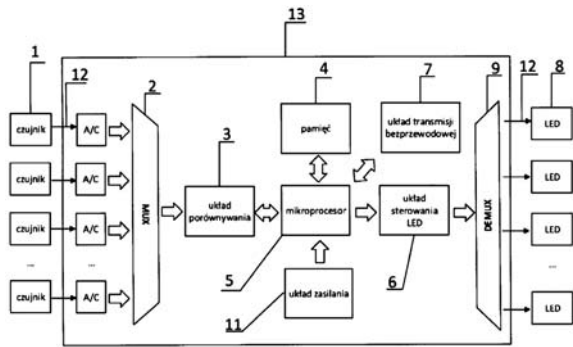 13
1
12
2
4
7
9
12
8
czujnik
A/C
LED
pamięć
układ transmisji
bezprzewodowej
3
czujnik
A/C
LED
MUX
układ
porównywania
mikroprocesor
układ
sterowania
LED
DEMUX
czujnik
A/C
LED
...
...
...
5
6
układ zasilania
11
czujnik
A/C
LED